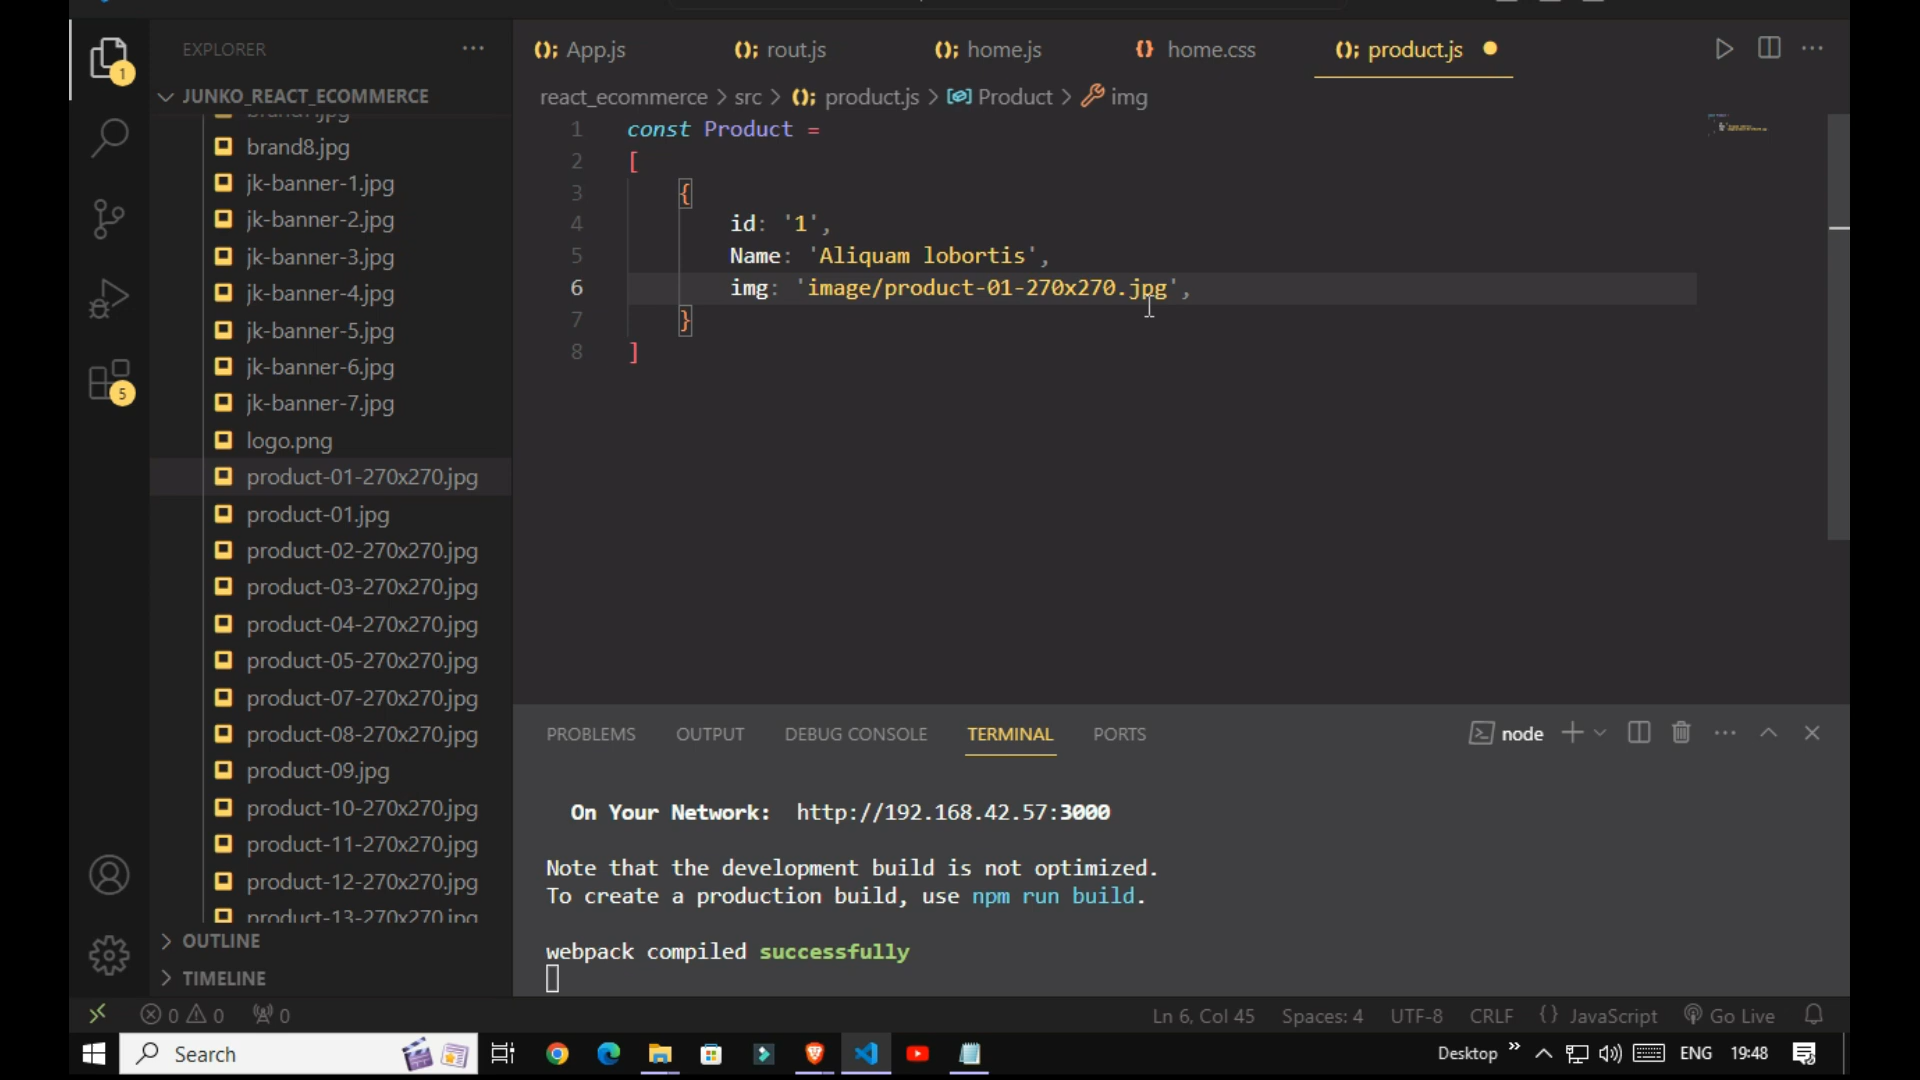 EXPLORER
1
JUNKO_REACT_ECOMMERCE
brand8.jpg
jk-banner-1.jpg
jk-banner-2.jpg
jk-banner-3.jpg
jk-banner-4.jpg
jk-banner-5.jpg
jk-banner-6.jpg
jk-banner-7.jpg
logo.png
product-01-270x270.jpg
product-01.jpg
product-02-270x270.jpg
product-03-270x270.jpg
product-04-270x270.jpg
product-05-270x270.jpg
product-07-270x270.jpg
product-08-270x270.jpg
product-09.jpg
product-10-270x270.jpg
product-11-270x270.jpg
product-12-270x270.jpg
product-13-270x270.jpg
OUTLINE
TIMELINE
5
App.js rout.js home.js home.css product.js
react_ecommerce > src > product.js > Product > img
1 const Product =
2 [
3 {
4 id: '1',
5 Name: 'Aliquam lobortis',
6 img: 'image/product-01-270x270.jpg',
7 }
8 ]
PROBLEMS OUTPUT DEBUG CONSOLE TERMINAL PORTS node
On Your Network: http://192.168.42.57:3000
Note that the development build is not optimized.
To create a production build, use npm run build.
webpack compiled successfully
0 0 0 Ln 6, Col 45 Spaces: 4 UTF-8 CRLF {} JavaScript Go Live
Search Desktop ENG 19:48